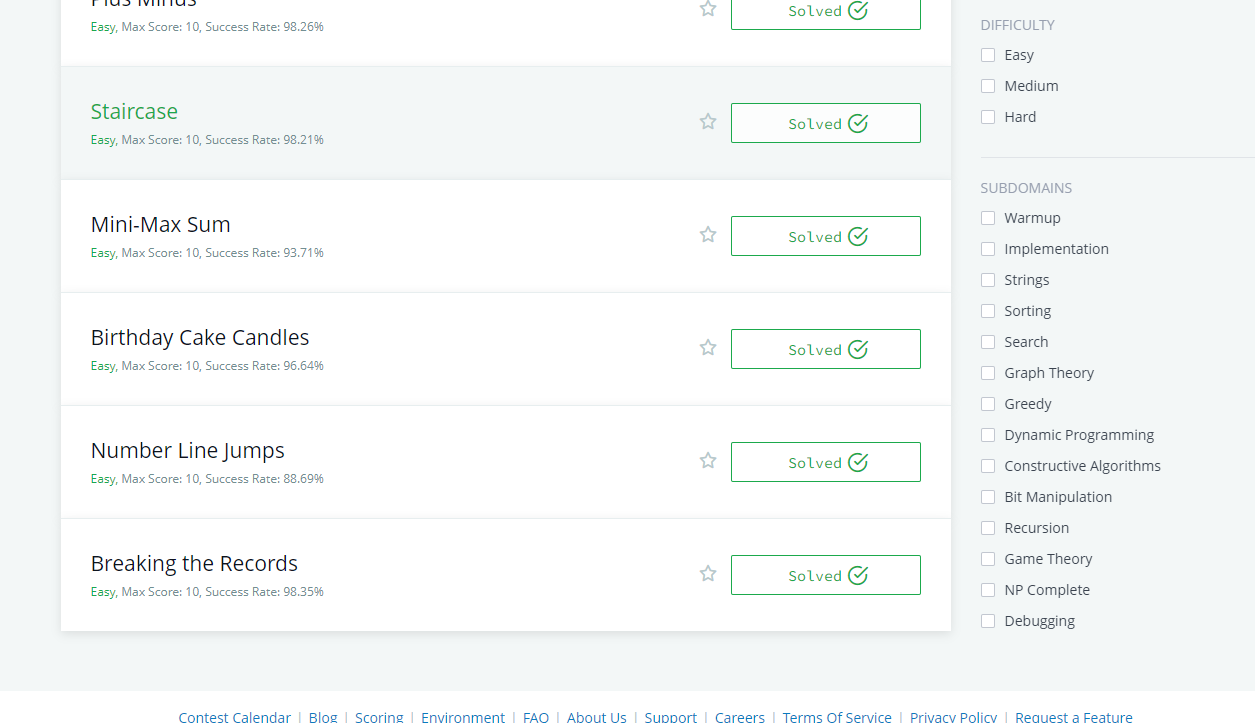 Plus Minus
Easy, Max Score: 10, Success Rate: 98.26%
Solved
Staircase
Easy, Max Score: 10, Success Rate: 98.21%
Solved
Mini-Max Sum
Easy, Max Score: 10, Success Rate: 93.71%
Solved
Birthday Cake Candles
Easy, Max Score: 10, Success Rate: 96.64%
Solved
Number Line Jumps
Easy, Max Score: 10, Success Rate: 88.69%
Solved
Breaking the Records
Easy, Max Score: 10, Success Rate: 98.35%
Solved
DIFFICULTY
Easy
Medium
Hard
SUBDOMAINS
Warmup
Implementation
Strings
Sorting
Search
Graph Theory
Greedy
Dynamic Programming
Constructive Algorithms
Bit Manipulation
Recursion
Game Theory
NP Complete
Debugging
Contest Calendar | Blog | Scoring | Environment | FAQ | About Us | Support | Careers | Terms Of Service | Privacy Policy | Request a Feature